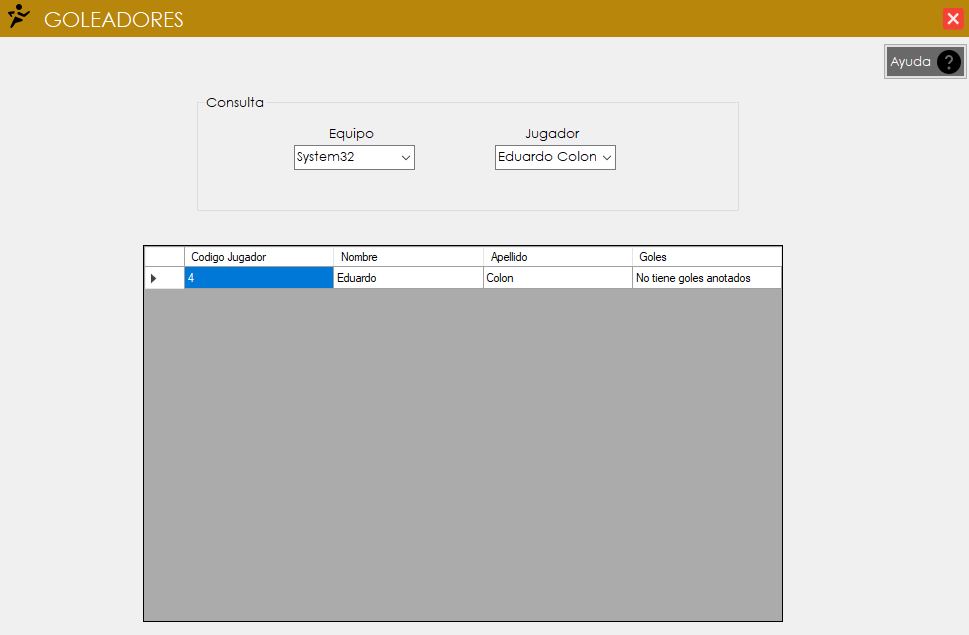 GOLEADORES
Ayuda ?
Consulta
Equipo Jugador
System32 Eduardo Colon
Codigo Jugador Nombre Apellido Goles
4 Eduardo Colon No tiene goles anotados